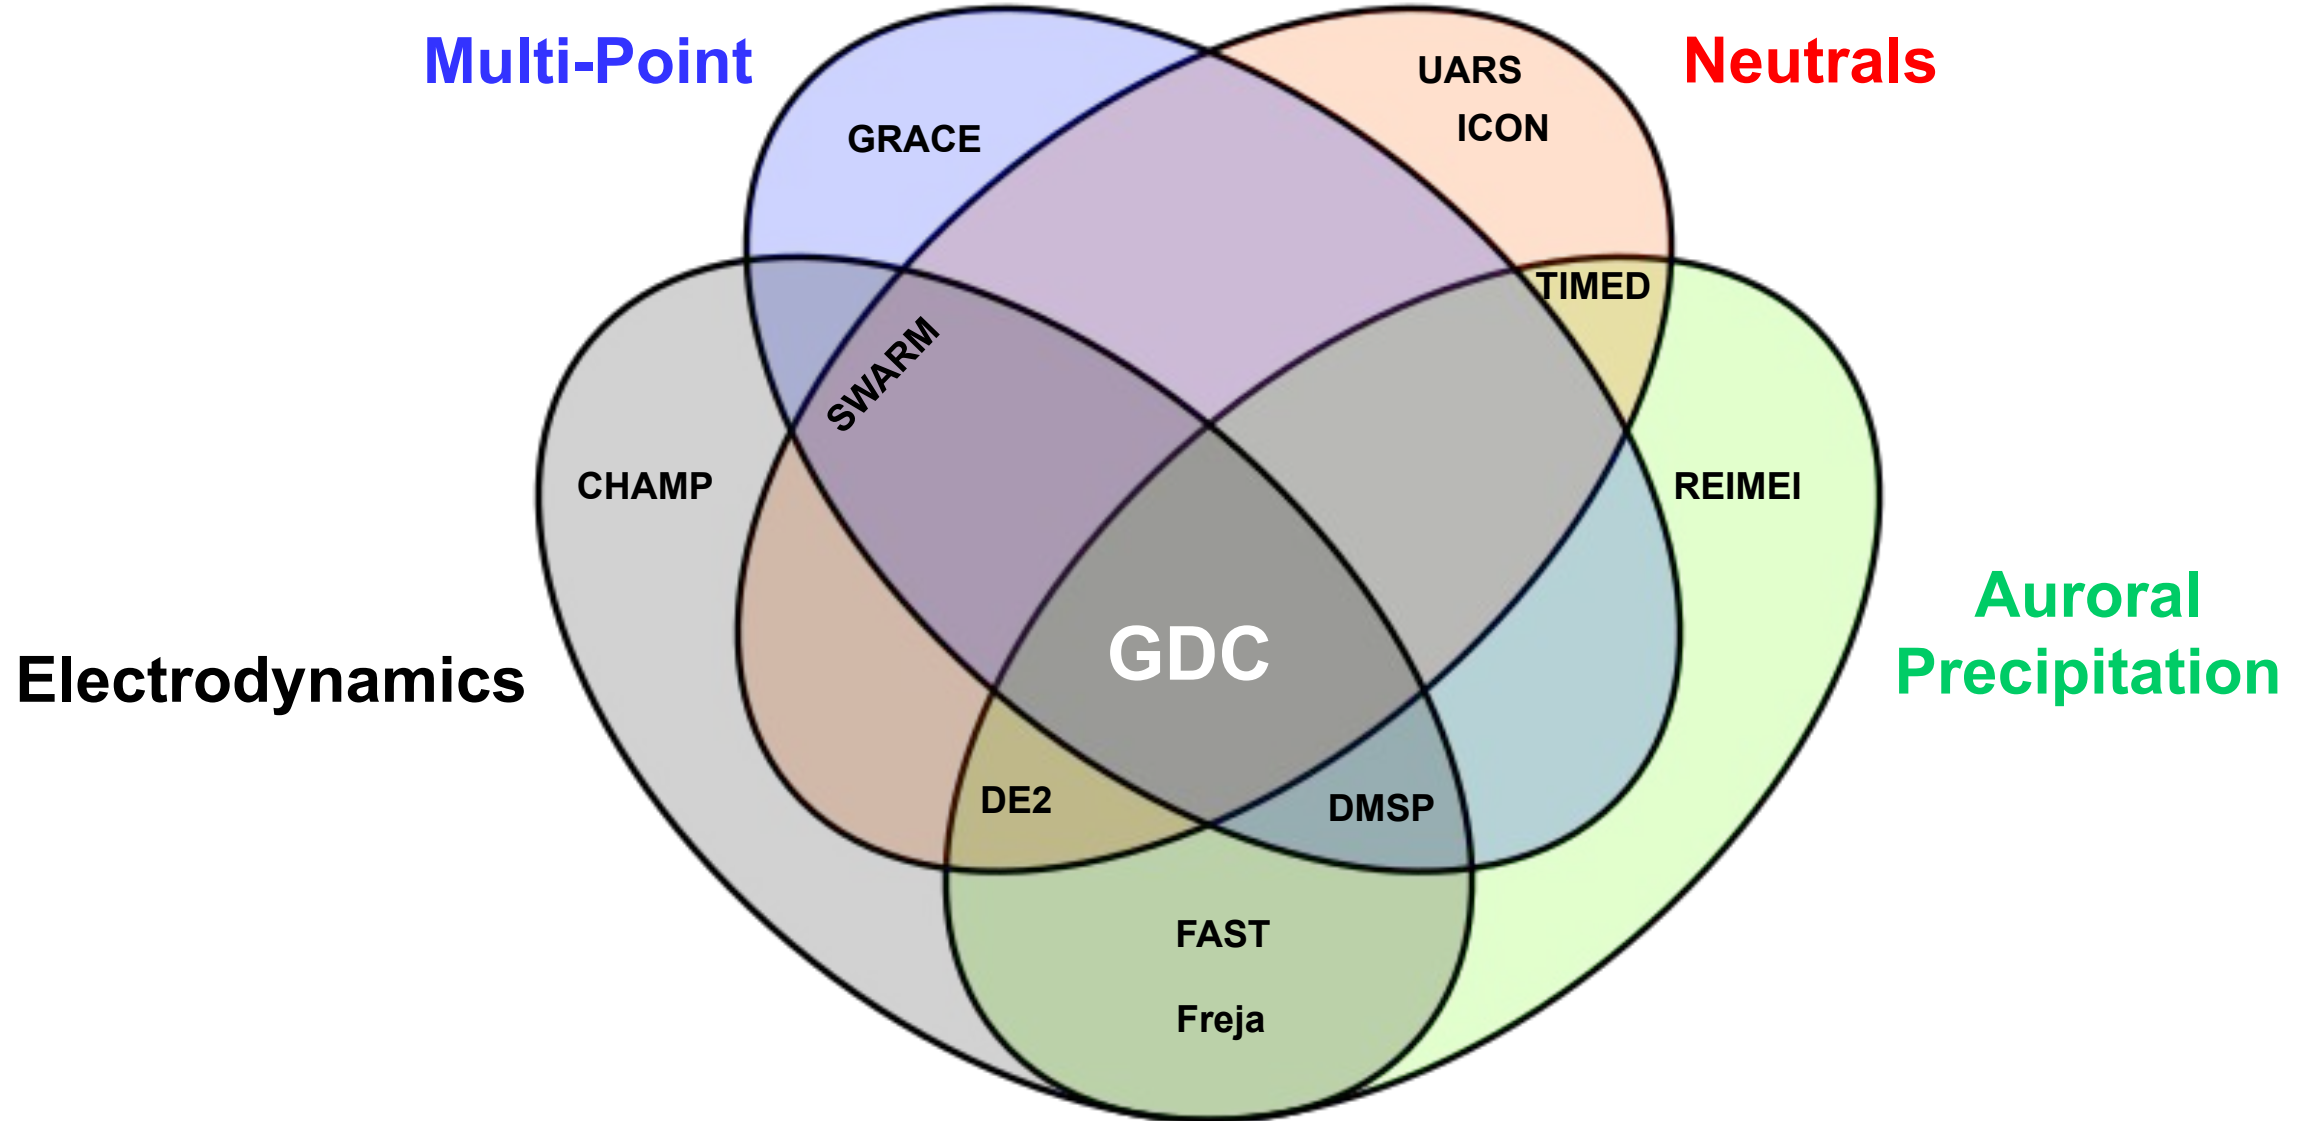 Multi-Point
Neutrals
UARS
ICON
GRACE
TIMED
SWARM
CHAMP
REIMEI
Electrodynamics
Auroral
Precipitation
GDC
DE2
DMSP
FAST
Freja